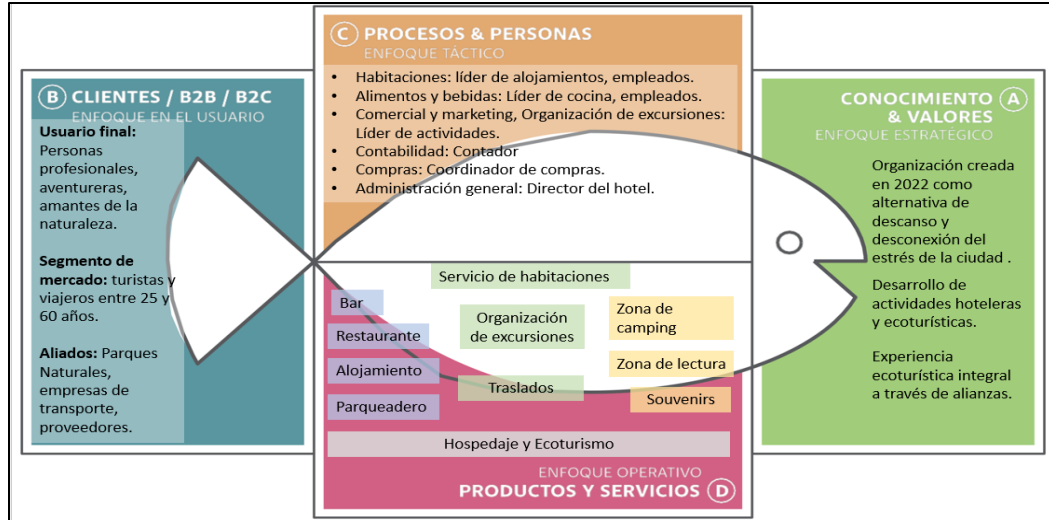 C PROCESOS & PERSONAS
ENFOQUE TÁCTICO
• Habitaciones: líder de alojamientos, empleados.
• Alimentos y bebidas: Líder de cocina, empleados.
• Comercial y marketing, Organización de excursiones:
Líder de actividades.
• Contabilidad: Contador
• Compras: Coordinador de compras.
• Administración general: Director del hotel.
B CLIENTES / B2B / B2C
ENFOQUE EN EL USUARIO
Usuario final:
Personas
profesionales,
aventureras,
amantes de la
naturaleza.
Segmento de
mercado: turistas y
viajeros entre 25 y
60 años.
Aliados: Parques
Naturales,
empresas de
transporte,
proveedores.
CONOCIMIENTO A
& VALORES
ENFOQUE ESTRATÉGICO
Organización creada
en 2022 como
alternativa de
descanso y
desconexión del
estrés de la ciudad .
Desarrollo de
actividades hoteleras
y ecoturísticas.
Experiencia
ecoturística integral
a través de alianzas.
Servicio de habitaciones
Bar
Restaurante
Alojamiento
Parqueadero
Organización
de excursiones
Traslados
Zona de
camping
Zona de lectura
Souvenirs
Hospedaje y Ecoturismo
ENFOQUE OPERATIVO
PRODUCTOS Y SERVICIOS D